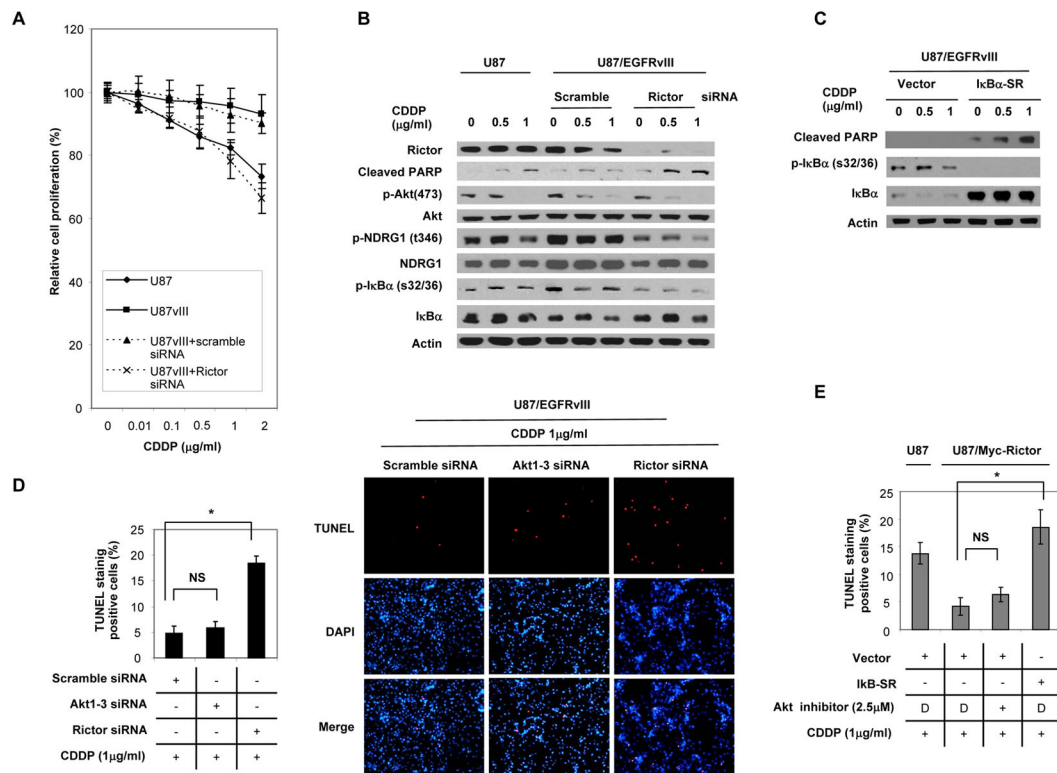 A
Relative cell proliferation (%)
120
100
80
60
40
20
0
U87
U87vIII
U87vIII+scramble
siRNA
U87vIII+Rictor
siRNA
0 0.01 0.1 0.5 1 2
CDDP (μg/ml)
B
U87 U87/EGFRvIII
Scramble Rictor siRNA
CDDP
(μg/ml)
0 0.5 1 0 0.5 1 0 0.5 1
Rictor
Cleaved PARP
p-Akt(473)
Akt
p-NDRG1 (t346)
NDRG1
p-IκBα (s32/36)
IκBα
Actin
C
U87/EGFRvIII
Vector IκBα-SR
CDDP
(μg/ml)
0 0.5 1 0 0.5 1
Cleaved PARP
p-IκBα (s32/36)
IκBα
Actin
D
TUNEL stainig
positive cells (%)
25
20
15
10
5
0
*
NS
Scramble siRNA + - -
Akt1-3 siRNA - + -
Rictor siRNA - - +
CDDP (1μg/ml) + + +
U87/EGFRvIII
CDDP 1μg/ml
Scramble siRNA Akt1-3 siRNA Rictor siRNA
TUNEL
DAPI
Merge
E
U87 U87/Myc-Rictor
TUNEL staining
positive cells (%)
25
20
15
10
5
0
*
NS
Vector + + + -
IkB-SR - - - +
Akt inhibitor (2.5μM) D D + D
CDDP (1μg/ml) + + + +